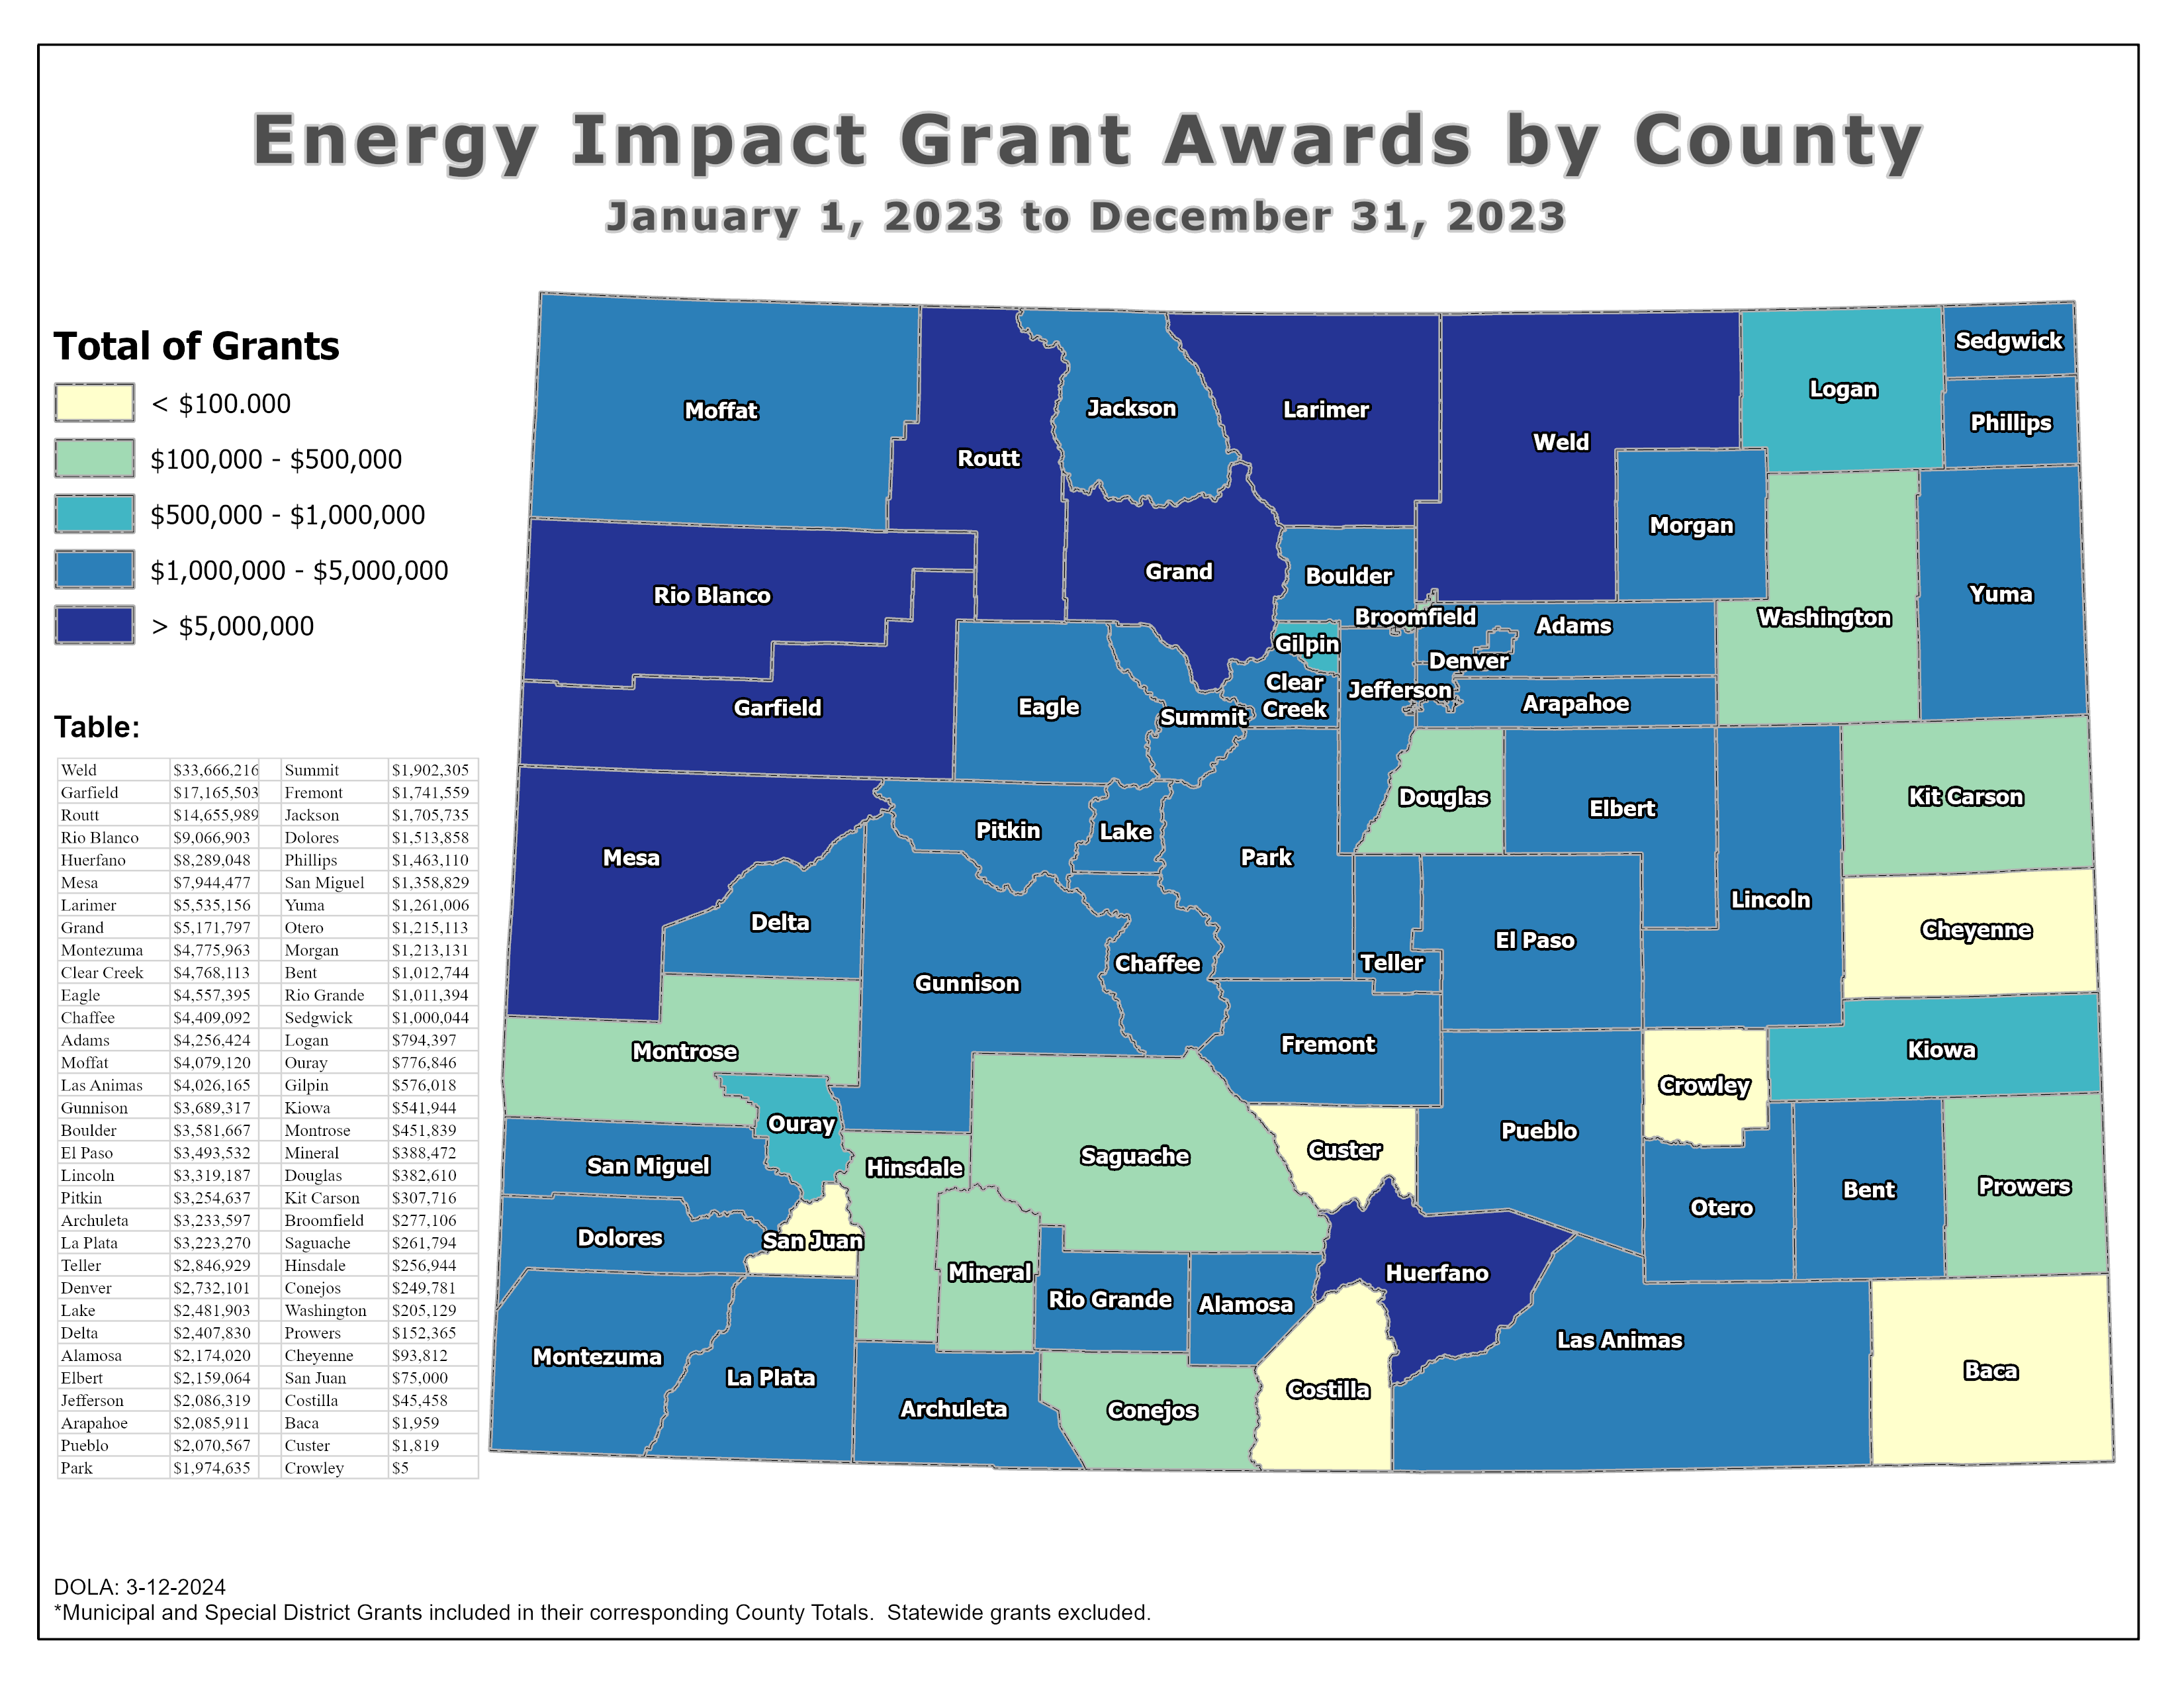 Energy Impact Grant Awards by County
January 1, 2023 to December 31, 2023
Total of Grants
< $100.000
$100,000 - $500,000
$500,000 - $1,000,000
$1,000,000 - $5,000,000
> $5,000,000
Table:
Weld $33,666,216 Summit $1,902,305
Garfield $17,165,503 Fremont $1,741,559
Routt $14,655,989 Jackson $1,705,735
Rio Blanco $9,066,903 Dolores $1,513,858
Huerfano $8,289,048 Phillips $1,463,110
Mesa $7,944,477 San Miguel $1,358,829
Larimer $5,535,156 Yuma $1,261,006
Grand $5,171,797 Otero $1,215,113
Montezuma $4,775,963 Morgan $1,213,131
Clear Creek $4,768,113 Bent $1,012,744
Eagle $4,557,395 Rio Grande $1,011,394
Chaffee $4,409,092 Sedgwick $1,000,044
Adams $4,256,424 Logan $794,397
Moffat $4,079,120 Ouray $776,846
Las Animas $4,026,165 Gilpin $576,018
Gunnison $3,689,317 Kiowa $541,944
Boulder $3,581,667 Montrose $451,839
El Paso $3,493,532 Mineral $388,472
Lincoln $3,319,187 Douglas $382,610
Pitkin $3,254,637 Kit Carson $307,716
Archuleta $3,233,597 Broomfield $277,106
La Plata $3,223,270 Saguache $261,794
Teller $2,846,929 Hinsdale $256,944
Denver $2,732,101 Conejos $249,781
Lake $2,481,903 Washington $205,129
Delta $2,407,830 Prowers $152,365
Alamosa $2,174,020 Cheyenne $93,812
Elbert $2,159,064 San Juan $75,000
Jefferson $2,086,319 Costilla $45,458
Arapahoe $2,085,911 Baca $1,959
Pueblo $2,070,567 Custer $1,819
Park $1,974,635 Crowley $5
Moffat
Routt
Jackson
Larimer
Weld
Logan
Sedgwick
Phillips
Morgan
Rio Blanco
Grand
Boulder
Broomfield
Adams
Washington
Yuma
Gilpin
Denver
Garfield
Eagle
Summit
Clear
Creek
Jefferson
Arapahoe
Mesa
Pitkin
Lake
Park
Douglas
Elbert
Kit Carson
Lincoln
Delta
Gunnison
Chaffee
Teller
El Paso
Cheyenne
Montrose
Fremont
Crowley
Kiowa
Ouray
San Miguel
Hinsdale
Saguache
Custer
Pueblo
Otero
Bent
Prowers
Dolores
San Juan
Mineral
Rio Grande
Alamosa
Huerfano
Montezuma
La Plata
Archuleta
Conejos
Costilla
Las Animas
Baca
DOLA: 3-12-2024
*Municipal and Special District Grants included in their corresponding County Totals.  Statewide grants excluded.